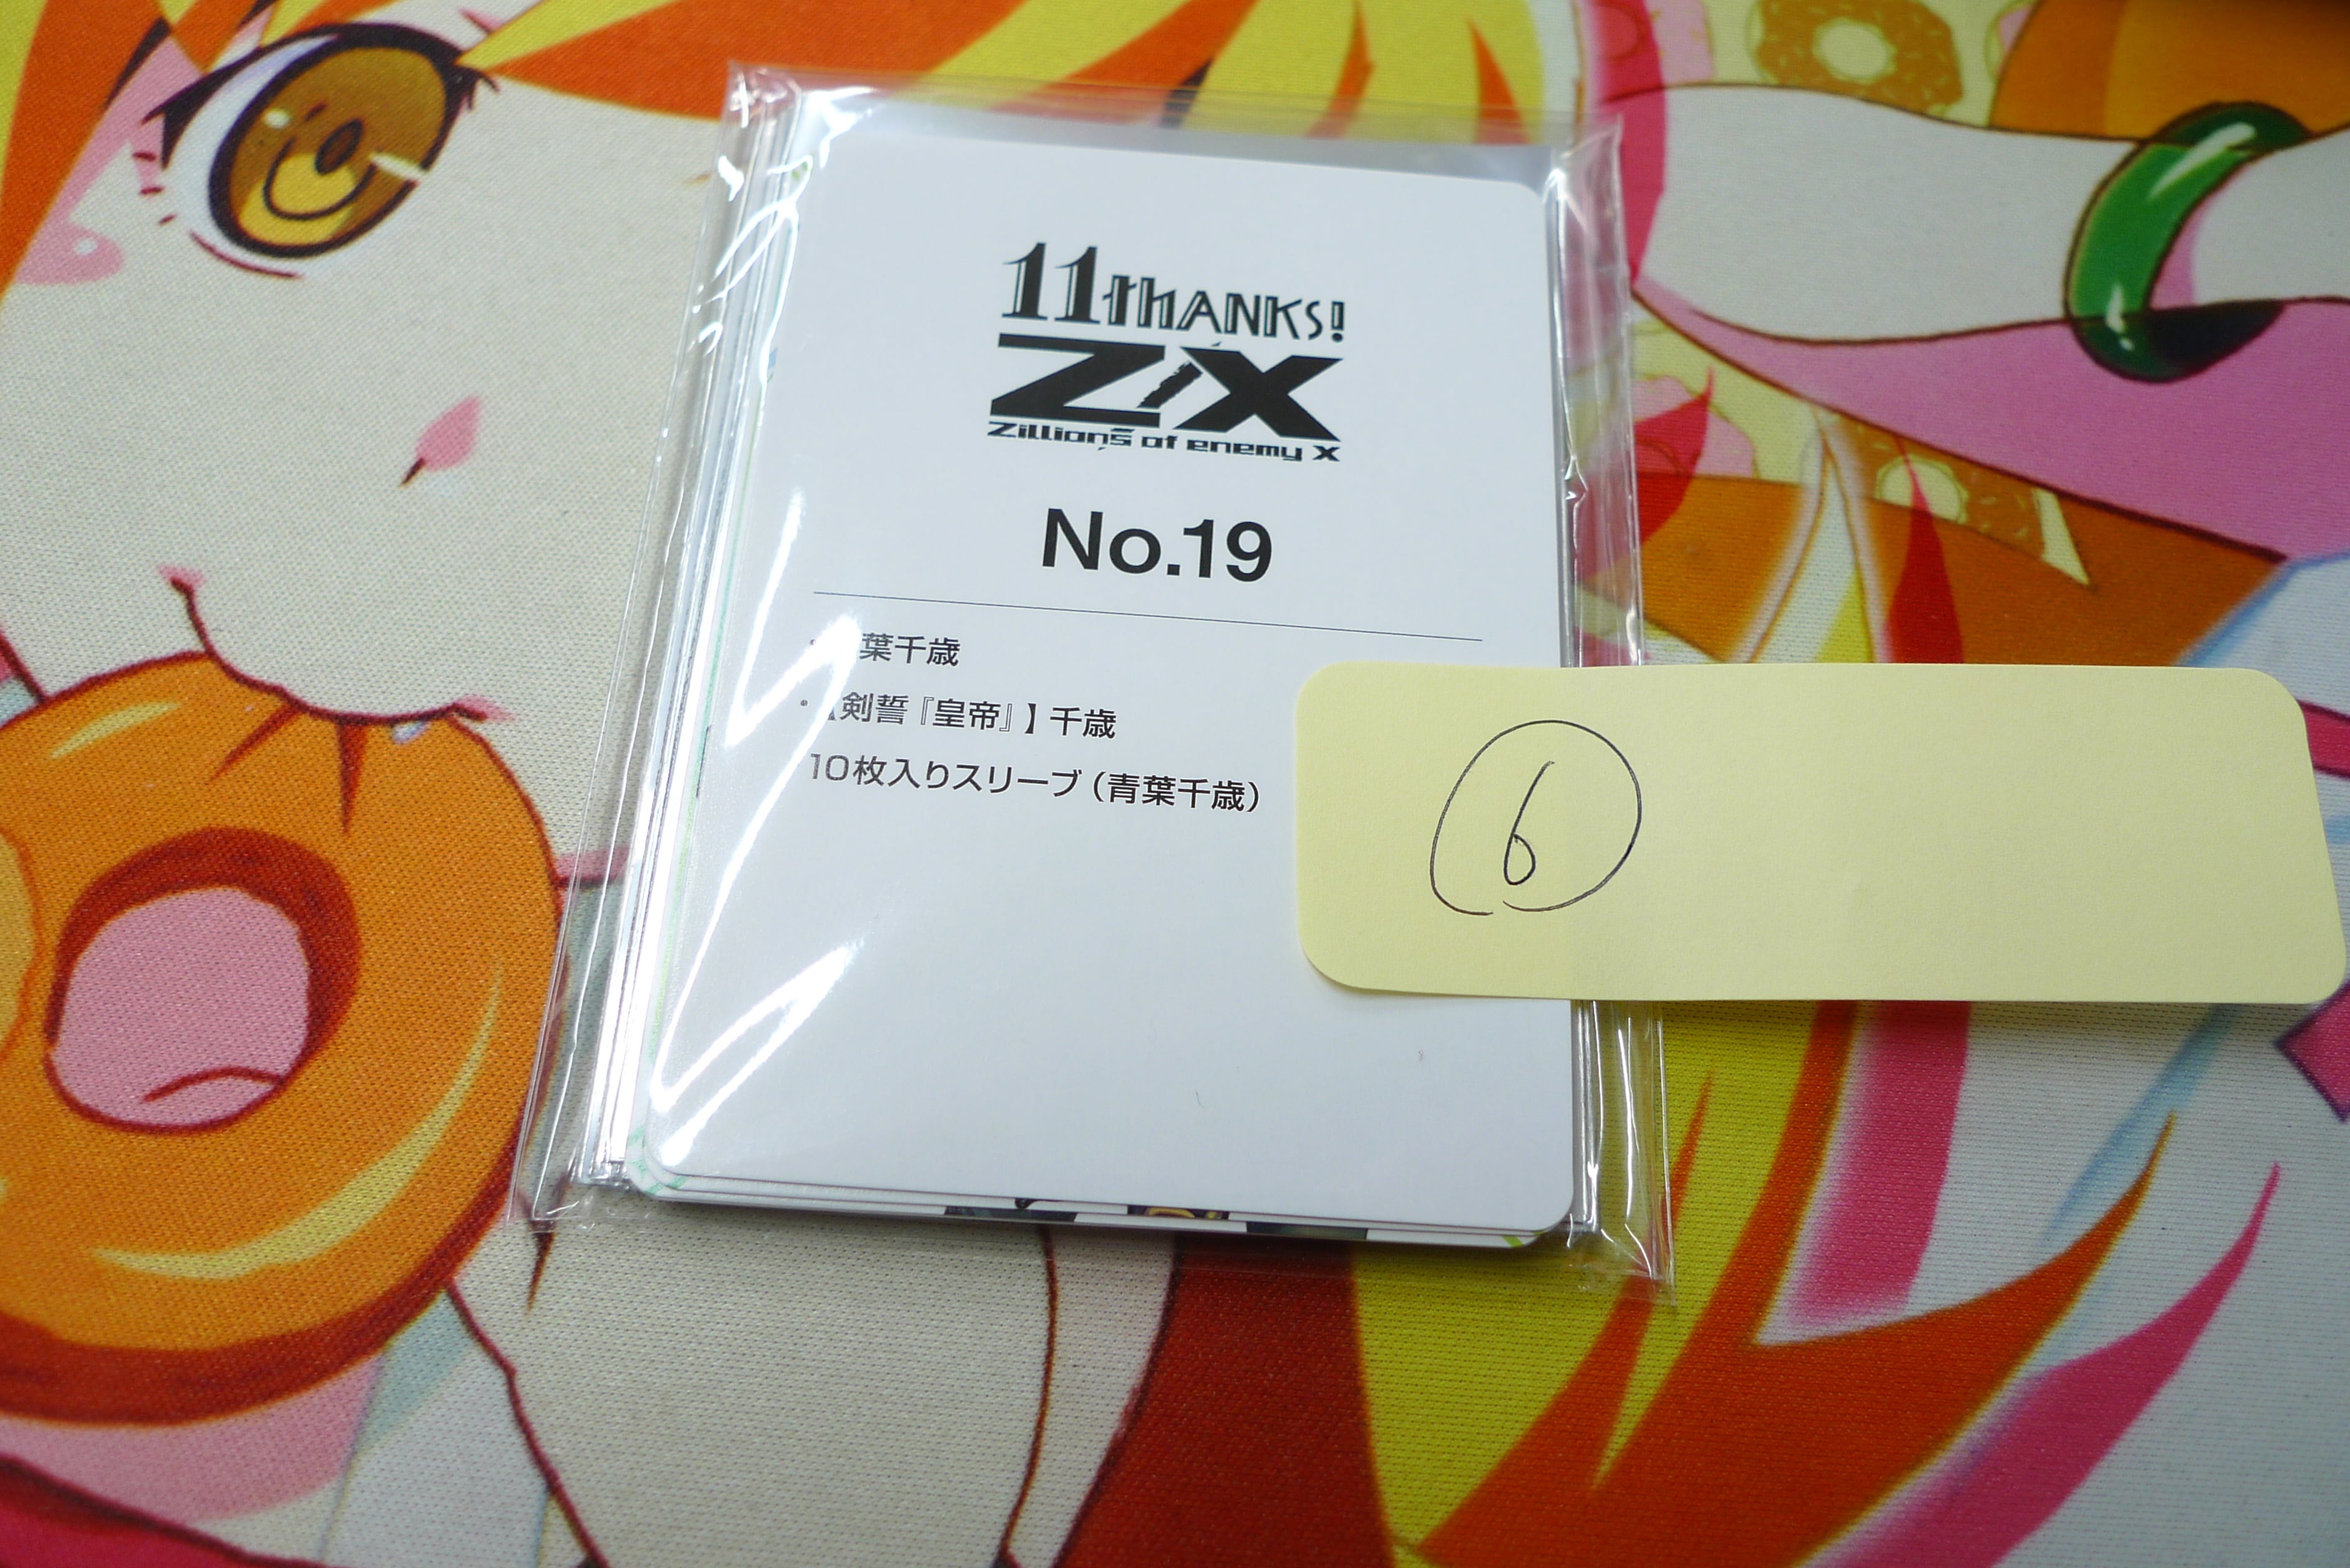 11thANKS!
Z/X
Zillions of enemy X
No.19
・葉千歳
・【剣誓『皇帝』】千歳
10枚入りスリーブ(青葉千歳)
⑥